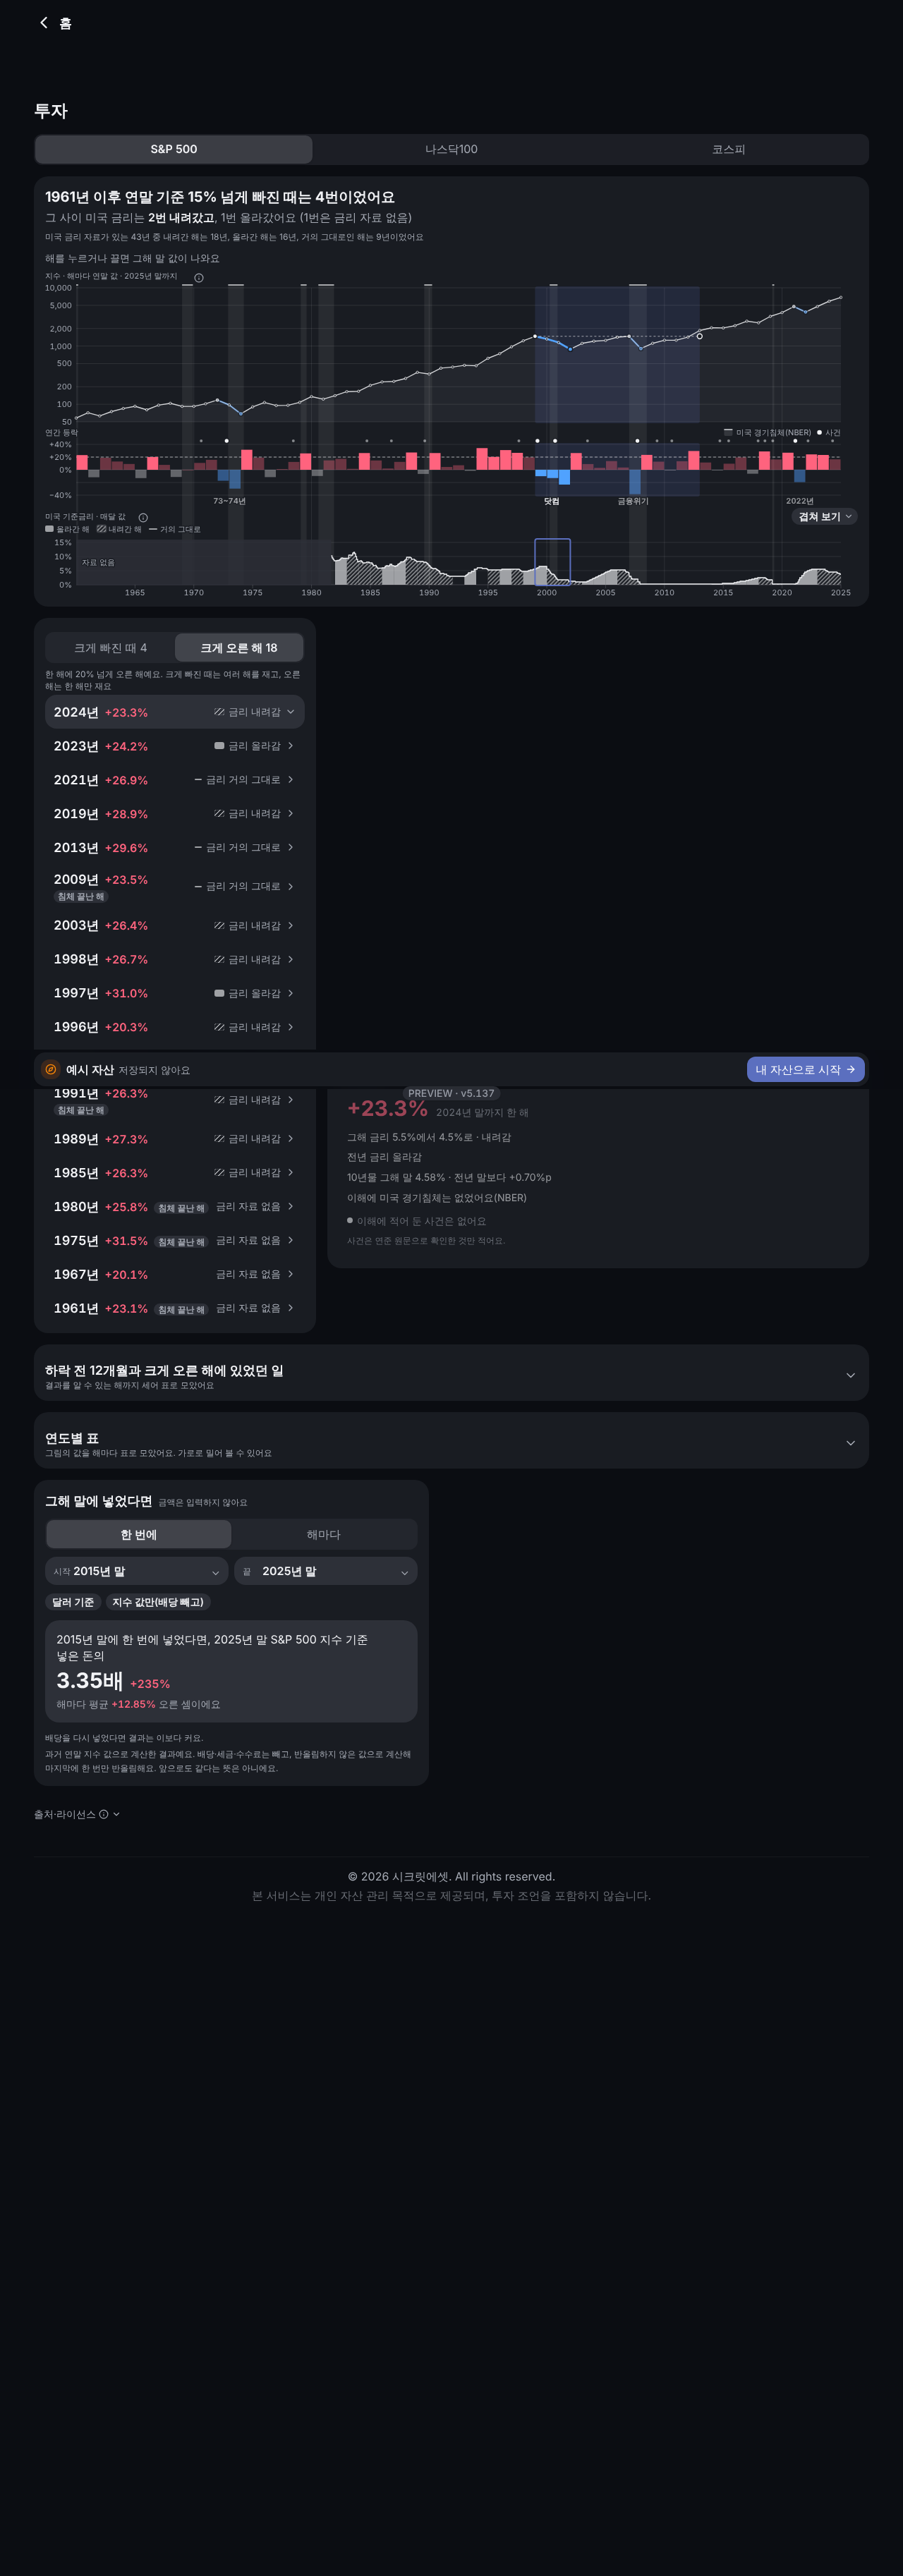 홈
투자
S&P 500
나스닥100
코스피
1961년 이후 연말 기준 15% 넘게 빠진 때는 4번이었어요
그 사이 미국 금리는 2번 내려갔고, 1번 올라갔어요 (1번은 금리 자료 없음)
미국 금리 자료가 있는 43년 중 내려간 해는 18년, 올라간 해는 16년, 거의 그대로인 해는 9년이었어요
해를 누르거나 끌면 그해 말 값이 나와요
지수 · 해마다 연말 값 · 2025년 말까지
10,000
5,000
2,000
1,000
500
200
100
50
연간 등락
미국 경기침체(NBER)
사건
+40%
+20%
0%
−40%
73~74년
닷컴
금융위기
2022년
미국 기준금리 · 매달 값
겹쳐 보기
올라간 해
내려간 해
거의 그대로
15%
10%
5%
0%
자료 없음
1965 1970 1975 1980 1985 1990 1995 2000 2005 2010 2015 2020 2025
크게 빠진 때 4
크게 오른 해 18
한 해에 20% 넘게 오른 해예요. 크게 빠진 때는 여러 해를 재고, 오른
해는 한 해만 재요
2024년 +23.3% 금리 내려감
2023년 +24.2% 금리 올라감
2021년 +26.9% 금리 거의 그대로
2019년 +28.9% 금리 내려감
2013년 +29.6% 금리 거의 그대로
2009년 +23.5% 금리 거의 그대로
침체 끝난 해
2003년 +26.4% 금리 내려감
1998년 +26.7% 금리 내려감
1997년 +31.0% 금리 올라감
1996년 +20.3% 금리 내려감
예시 자산 저장되지 않아요
내 자산으로 시작
PREVIEW · v5.137
1991년 +26.3% 금리 내려감
침체 끝난 해
1989년 +27.3% 금리 내려감
1985년 +26.3% 금리 내려감
1980년 +25.8% 침체 끝난 해 금리 자료 없음
1975년 +31.5% 침체 끝난 해 금리 자료 없음
1967년 +20.1% 금리 자료 없음
1961년 +23.1% 침체 끝난 해 금리 자료 없음
+23.3% 2024년 말까지 한 해
그해 금리 5.5%에서 4.5%로 · 내려감
전년 금리 올라감
10년물 그해 말 4.58% · 전년 말보다 +0.70%p
이해에 미국 경기침체는 없었어요(NBER)
이해에 적어 둔 사건은 없어요
사건은 연준 원문으로 확인한 것만 적어요.
하락 전 12개월과 크게 오른 해에 있었던 일
결과를 알 수 있는 해까지 세어 표로 모았어요
연도별 표
그림의 값을 해마다 표로 모았어요. 가로로 밀어 볼 수 있어요
그해 말에 넣었다면 금액은 입력하지 않아요
한 번에
해마다
시작 2015년 말
끝 2025년 말
달러 기준
지수 값만(배당 빼고)
2015년 말에 한 번에 넣었다면, 2025년 말 S&P 500 지수 기준
넣은 돈의
3.35배 +235%
해마다 평균 +12.85% 오른 셈이에요
배당을 다시 넣었다면 결과는 이보다 커요.
과거 연말 지수 값으로 계산한 결과예요. 배당·세금·수수료는 빼고, 반올림하지 않은 값으로 계산해
마지막에 한 번만 반올림해요. 앞으로도 같다는 뜻은 아니에요.
출처·라이선스
© 2026 시크릿에셋. All rights reserved.
본 서비스는 개인 자산 관리 목적으로 제공되며, 투자 조언을 포함하지 않습니다.